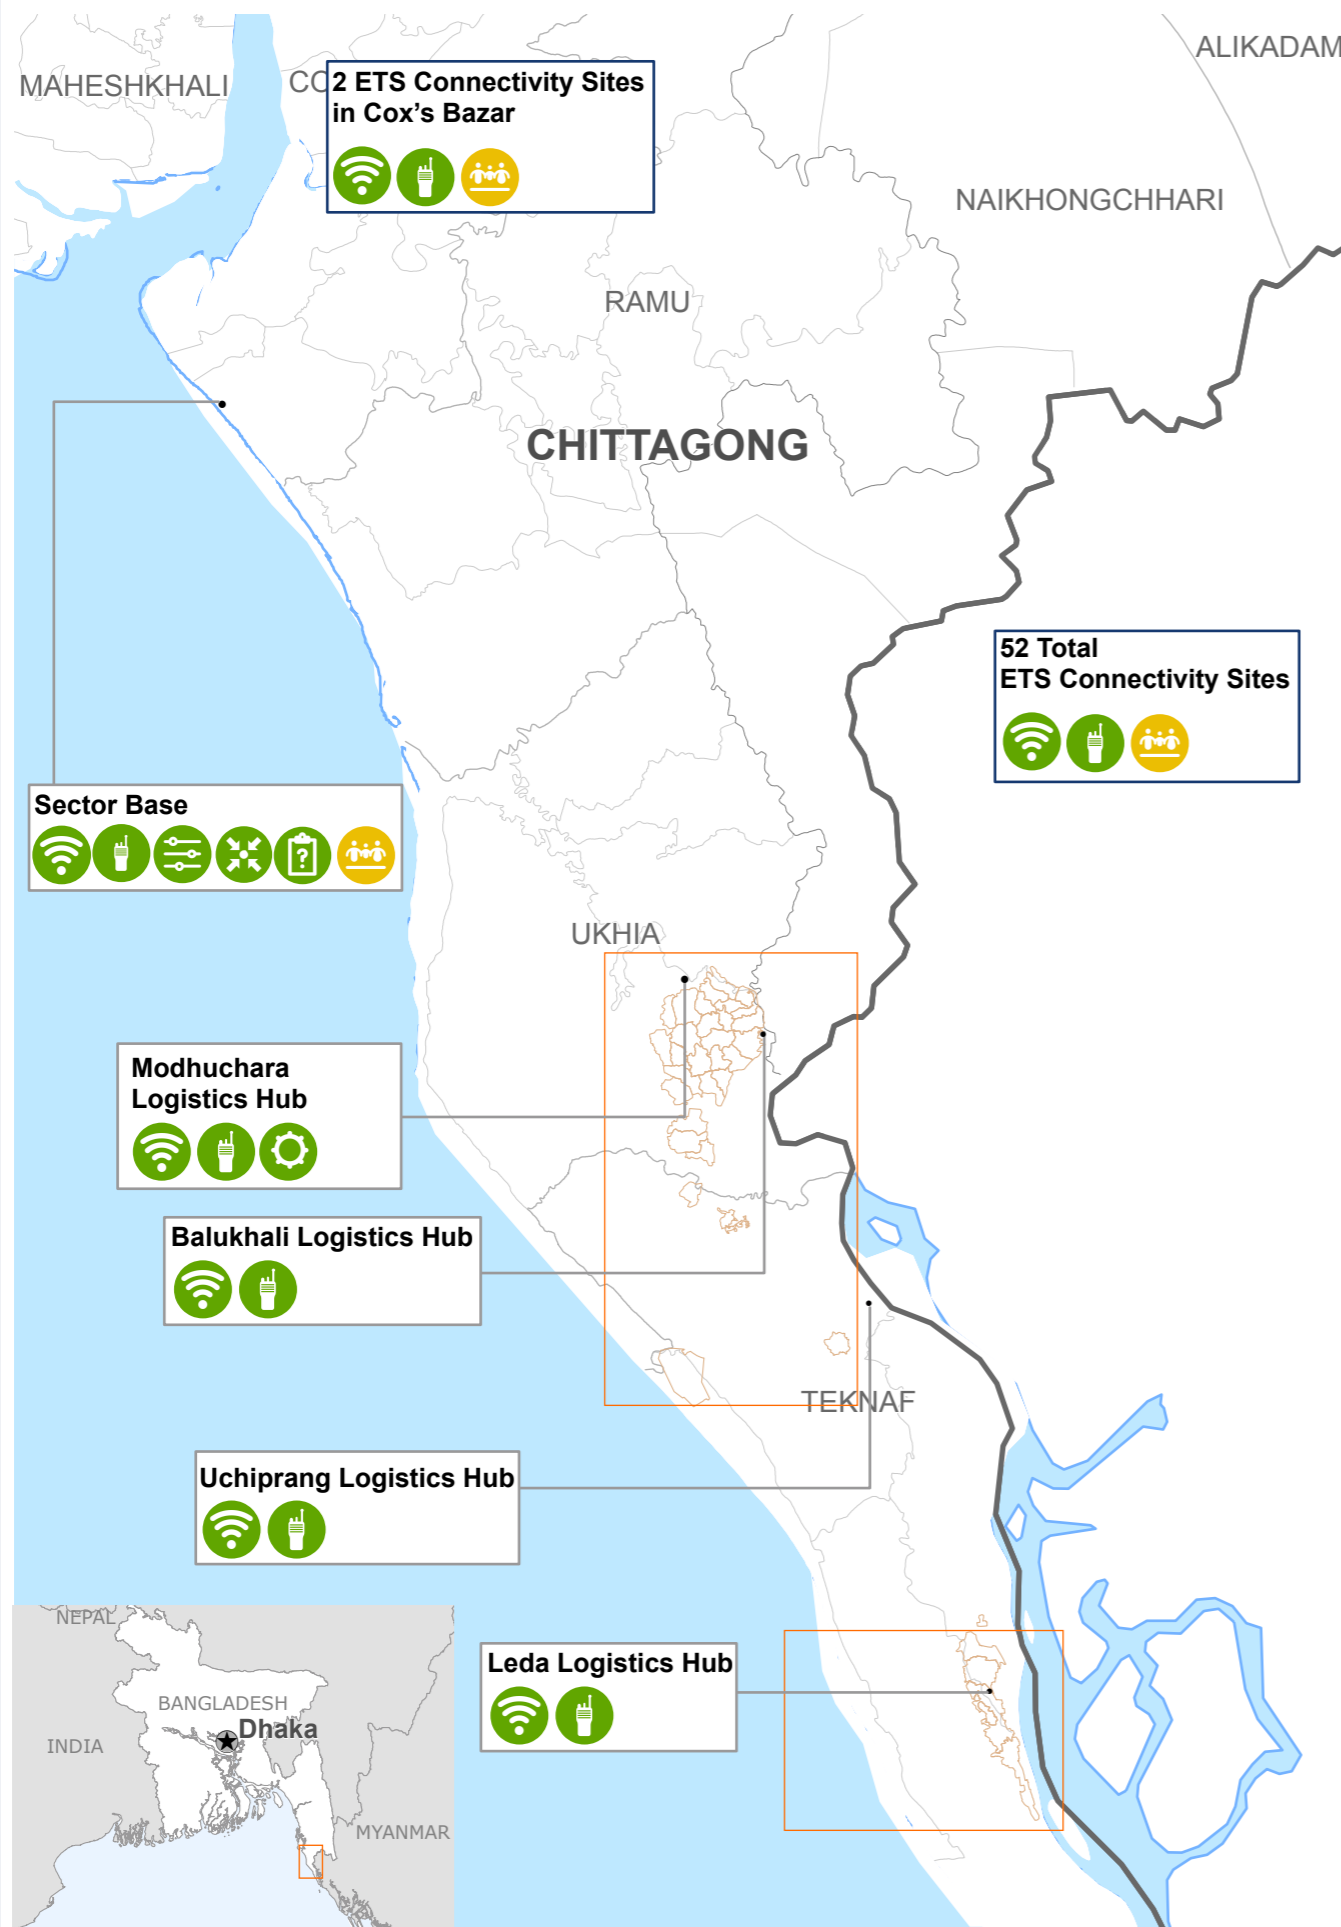 ALIKADAM
MAHESHKHALI
CO
2 ETS Connectivity Sites
in Cox's Bazar
NAIKHONGCHHARI
RAMU
CHITTAGONG
52 Total
ETS Connectivity Sites
Sector Base
?
UKHIA
Modhuchara
Logistics Hub
Balukhali Logistics Hub
TEKNAF
Uchiprang Logistics Hub
Leda Logistics Hub
NEPAL
BANGLADESH
Dhaka
INDIA
MYANMAR